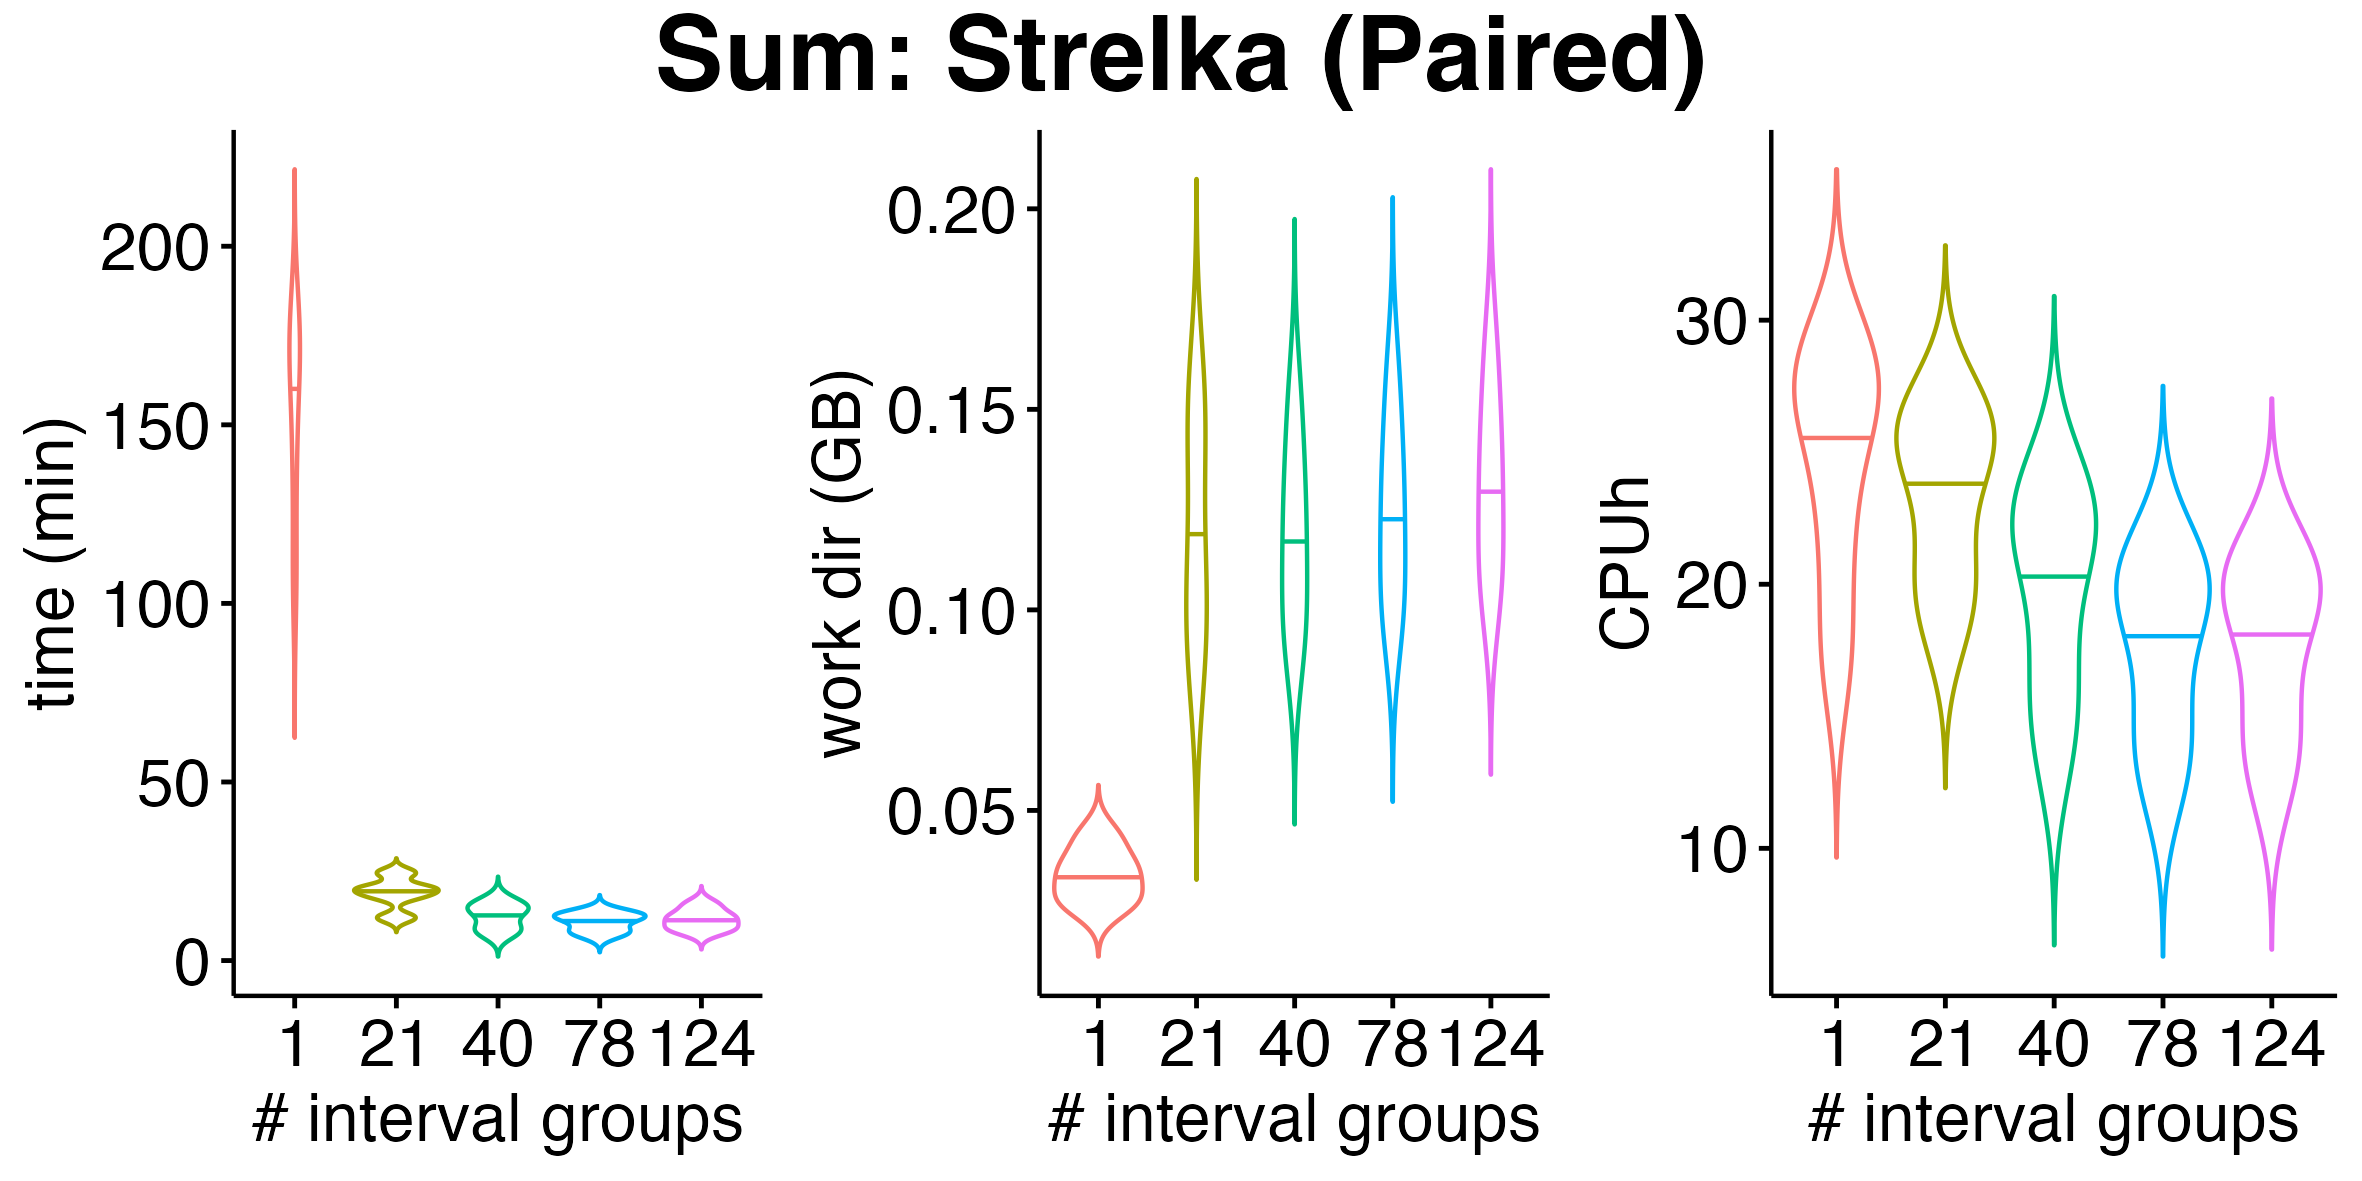 Sum: Strelka (Paired)
time (min)
200
150
100
50
0
1 21 40 78 124
# interval groups
work dir (GB)
0.20
0.15
0.10
0.05
1 21 40 78 124
# interval groups
CPUh
30
20
10
1 21 40 78 124
# interval groups